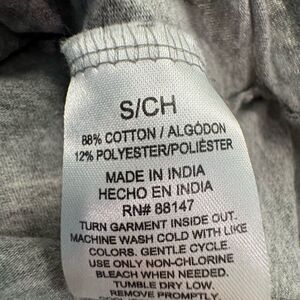 S/CH
88% COTTON / ALGÓDON
12% POLYESTER/POLIÉSTER
MADE IN INDIA
HECHO EN INDIA
RN# 88147
TURN GARMENT INSIDE OUT.
MACHINE WASH COLD WITH LIKE
COLORS. GENTLE CYCLE.
USE ONLY NON-CHLORINE
BLEACH WHEN NEEDED.
TUMBLE DRY LOW.
REMOVE PROMPTLY.